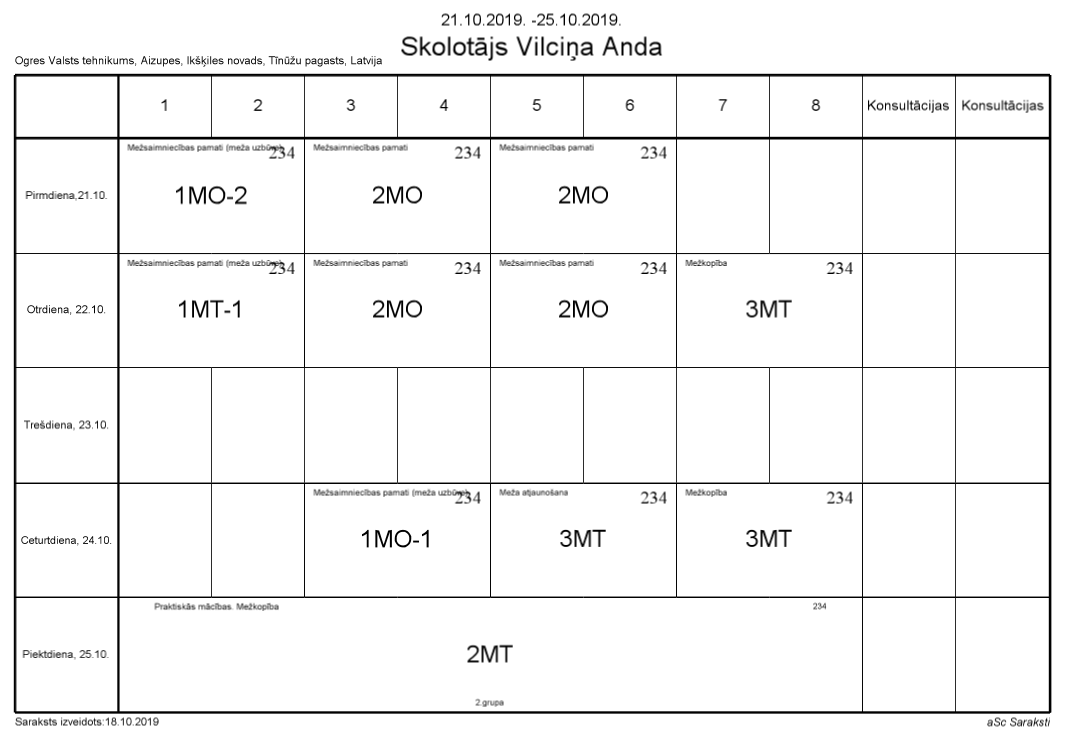 21.10.2019. -25.10.2019.
Skolotājs Vilciņa Anda
Ogres Valsts tehnikums, Aizupes, Ikšķiles novads, Tīnūžu pagasts, Latvija
1 2 3 4 5 6 7 8 Konsultācijas Konsultācijas
Mežsaimniecības pamati (meža uzbūve) 234 Mežsaimniecības pamati 234 Mežsaimniecības pamati 234
Pirmdiena,21.10. 1MO-2 2MO 2MO
Mežsaimniecības pamati (meža uzbūve) 234 Mežsaimniecības pamati 234 Mežsaimniecības pamati 234 Mežkopība 234
Otrdiena, 22.10. 1MT-1 2MO 2MO 3MT
Trešdiena, 23.10.
Mežsaimniecības pamati (meža uzbūve) 234 Meža atjaunošana 234 Mežkopība 234
Ceturtdiena, 24.10. 1MO-1 3MT 3MT
Praktiskās mācības. Mežkopība 234
Piektdiena, 25.10. 2MT
2.grupa
Saraksts izveidots:18.10.2019 aSc Saraksti